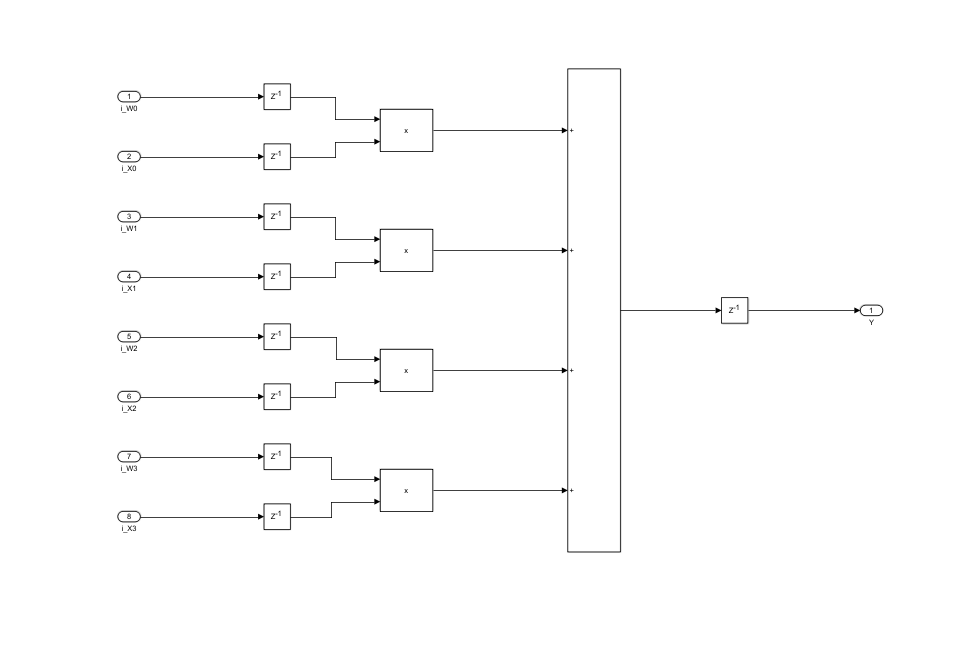 1
i_W0
Z-1
x
+
2
i_X0
Z-1
3
i_W1
Z-1
x
+
4
i_X1
Z-1
Z-1
1
Y
5
i_W2
Z-1
x
+
6
i_X2
Z-1
7
i_W3
Z-1
x
+
8
i_X3
Z-1